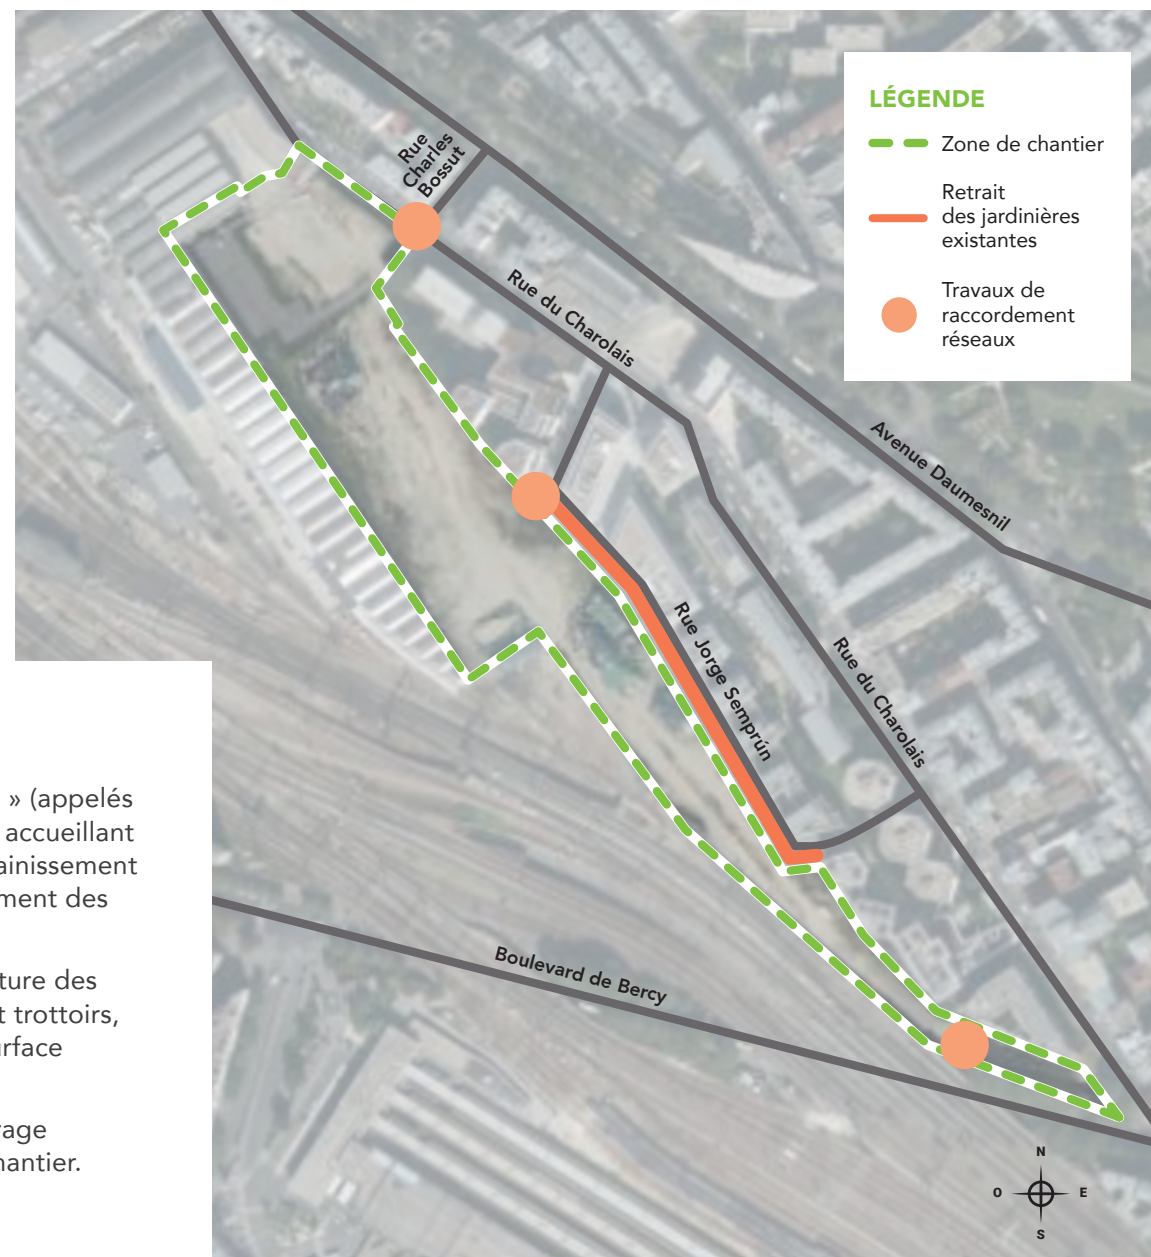 LÉGENDE
Zone de chantier
Retrait
des jardinières
existantes
Travaux de
raccordement
réseaux
Rue
Charles
Bossut
Rue du Charolais
Avenue Daumesnil
Rue Jorge Semprún
Rue du Charolais
Boulevard de Bercy
» (appelés
accueillant
ainissement
ment des
ture des
t trottoirs,
urface
rage
hantier.
N
O
E
S